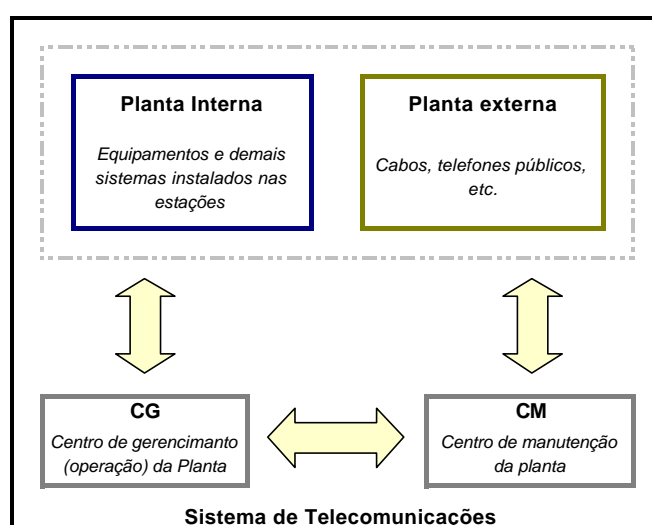 Planta Interna
Equipamentos e demais
sistemas instalados nas
estações
Planta externa
Cabos, telefones públicos,
etc.
CG
Centro de gerencimanto
(operação) da Planta
CM
Centro de manutenção
da planta
Sistema de Telecomunicações